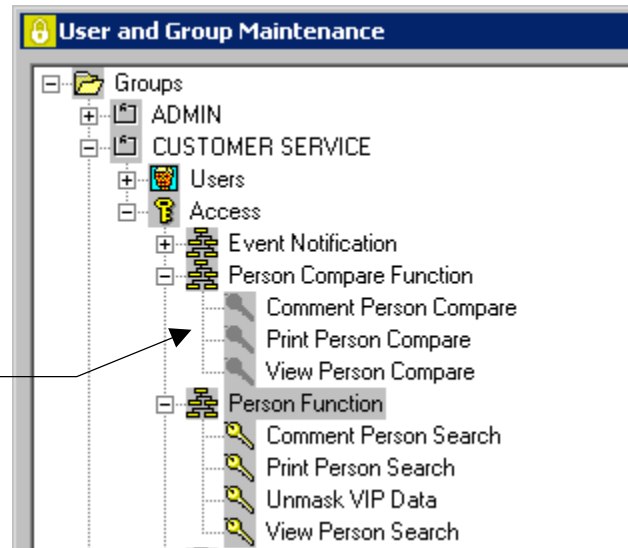 User and Group Maintenance
Groups
ADMIN
CUSTOMER SERVICE
Users
Access
Event Notification
Person Compare Function
Comment Person Compare
Print Person Compare
View Person Compare
Person Function
Comment Person Search
Print Person Search
Unmask VIP Data
View Person Search